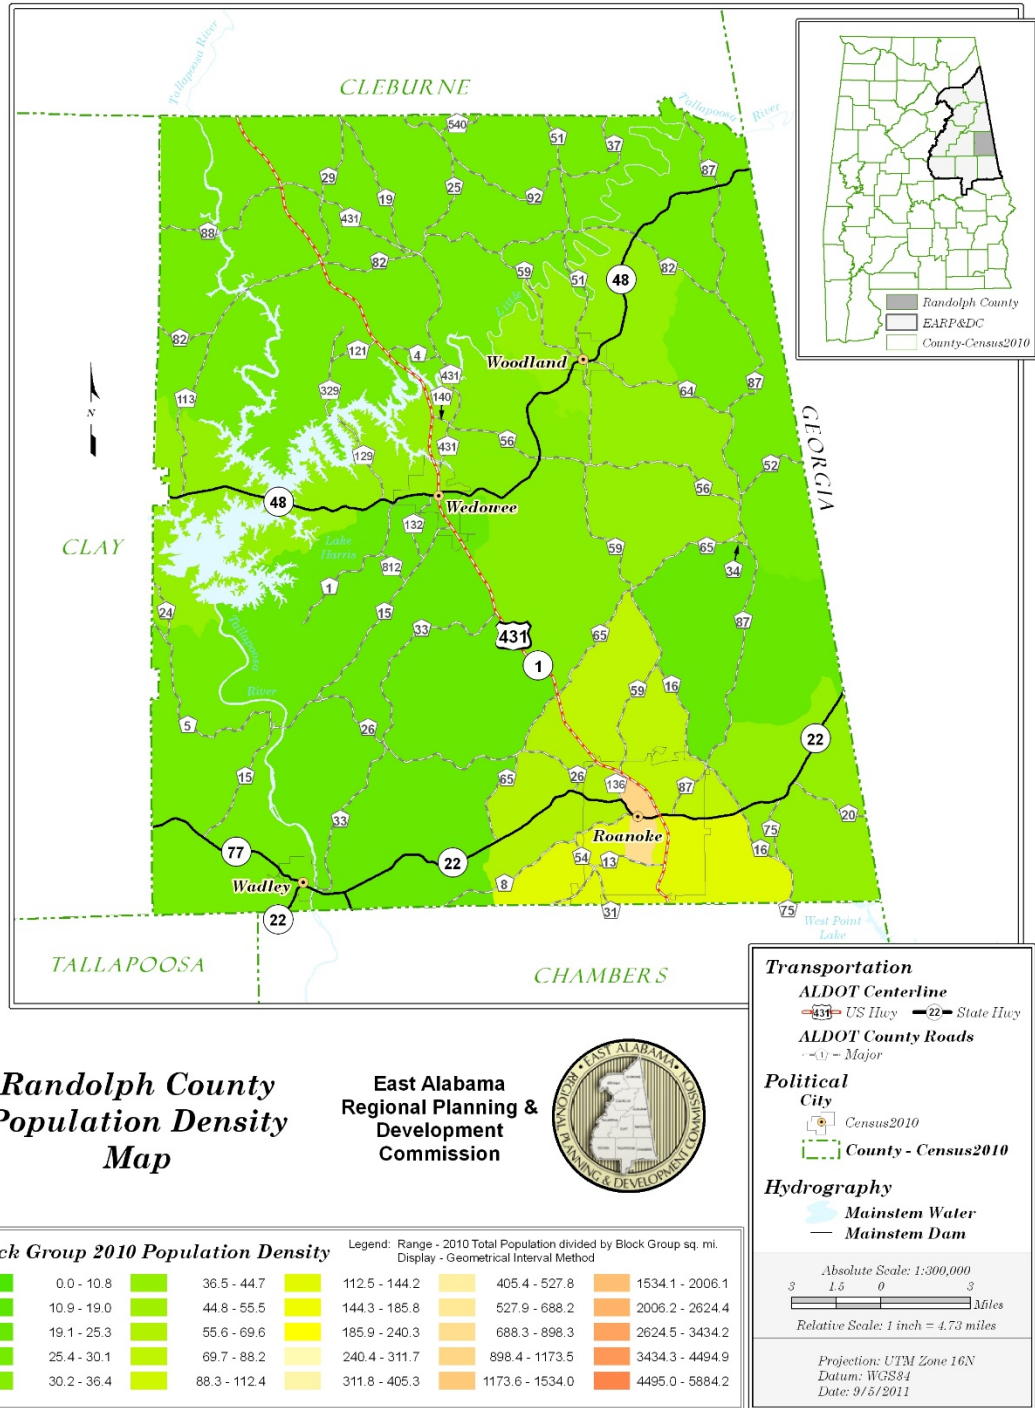 CLEBURNE
Tallapoosa River
Tallapoosa
River
540
51
37
87
29
25
92
19
431
88
82
59
51
48
82
Little
82
121
4
Woodland
431
140
329
113
64
87
GEORGIA
431
56
129
52
56
48
Wedowee
132
Lake
Harris
CLAY
59
65
34
812
1
15
24
33
87
Tallapoosa
River
431
65
1
59
16
5
26
22
15
65
26
136
87
33
20
Roanoke
75
77
22
54
13
16
Wadley
8
22
31
75
West Point
Lake
TALLAPOOSA
CHAMBERS
N
Randolph County
EARP&DC
County-Census2010
Randolph County
Population Density
Map
East Alabama
Regional Planning &
Development
Commission
EAST ALABAMA
REGIONAL PLANNING & DEVELOPMENT COMMISSION
ck Group 2010 Population Density
Legend: Range - 2010 Total Population divided by Block Group sq. mi.
Display - Geometrical Interval Method
0.0 - 10.8 36.5 - 44.7 112.5 - 144.2 405.4 - 527.8 1534.1 - 2006.1
10.9 - 19.0 44.8 - 55.5 144.3 - 185.8 527.9 - 688.2 2006.2 - 2624.4
19.1 - 25.3 55.6 - 69.6 185.9 - 240.3 688.3 - 898.3 2624.5 - 3434.2
25.4 - 30.1 69.7 - 88.2 240.4 - 311.7 898.4 - 1173.5 3434.3 - 4494.9
30.2 - 36.4 88.3 - 112.4 311.8 - 405.3 1173.6 - 1534.0 4495.0 - 5884.2
Transportation
ALDOT Centerline
431 US Hwy 22 State Hwy
ALDOT County Roads
1 Major
Political
City
Census2010
County - Census2010
Hydrography
Mainstem Water
Mainstem Dam
Absolute Scale: 1:300,000
3 1.5 0 3
Miles
Relative Scale: 1 inch = 4.73 miles
Projection: UTM Zone 16N
Datum: WGS84
Date: 9/5/2011